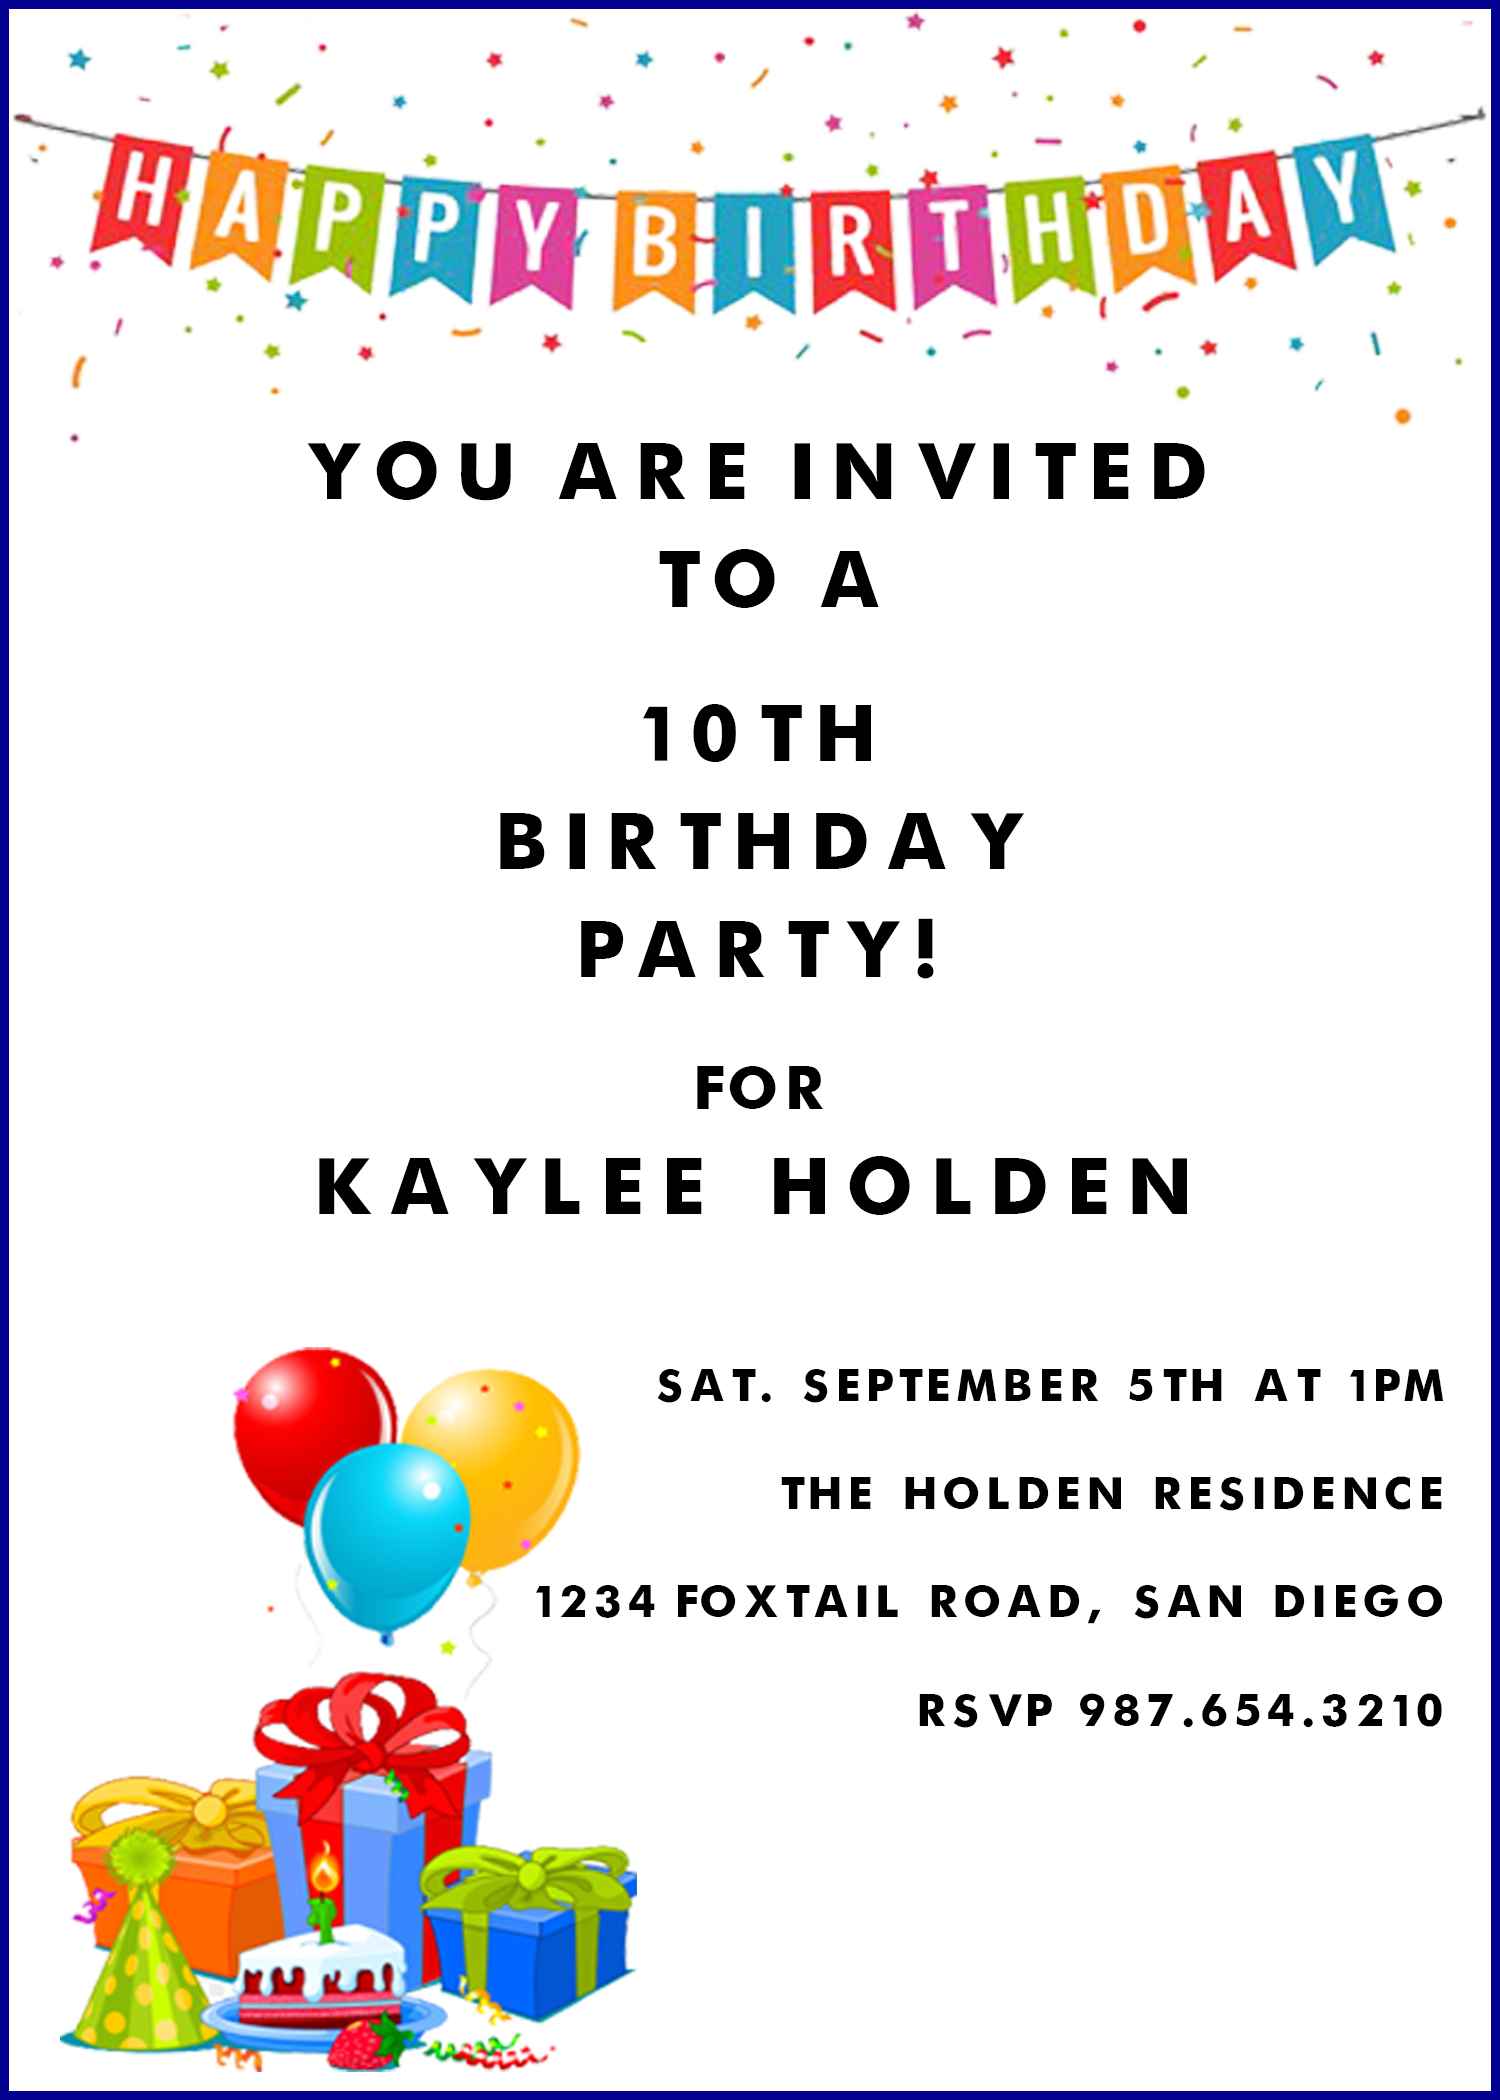 HAPPY BIRTHDAY
YOU ARE INVITED
TO A
10TH
BIRTHDAY
PARTY!
FOR
KAYLEE HOLDEN
SAT. SEPTEMBER 5TH AT 1PM
THE HOLDEN RESIDENCE
1234 FOXTAIL ROAD, SAN DIEGO
RSVP 987.654.3210